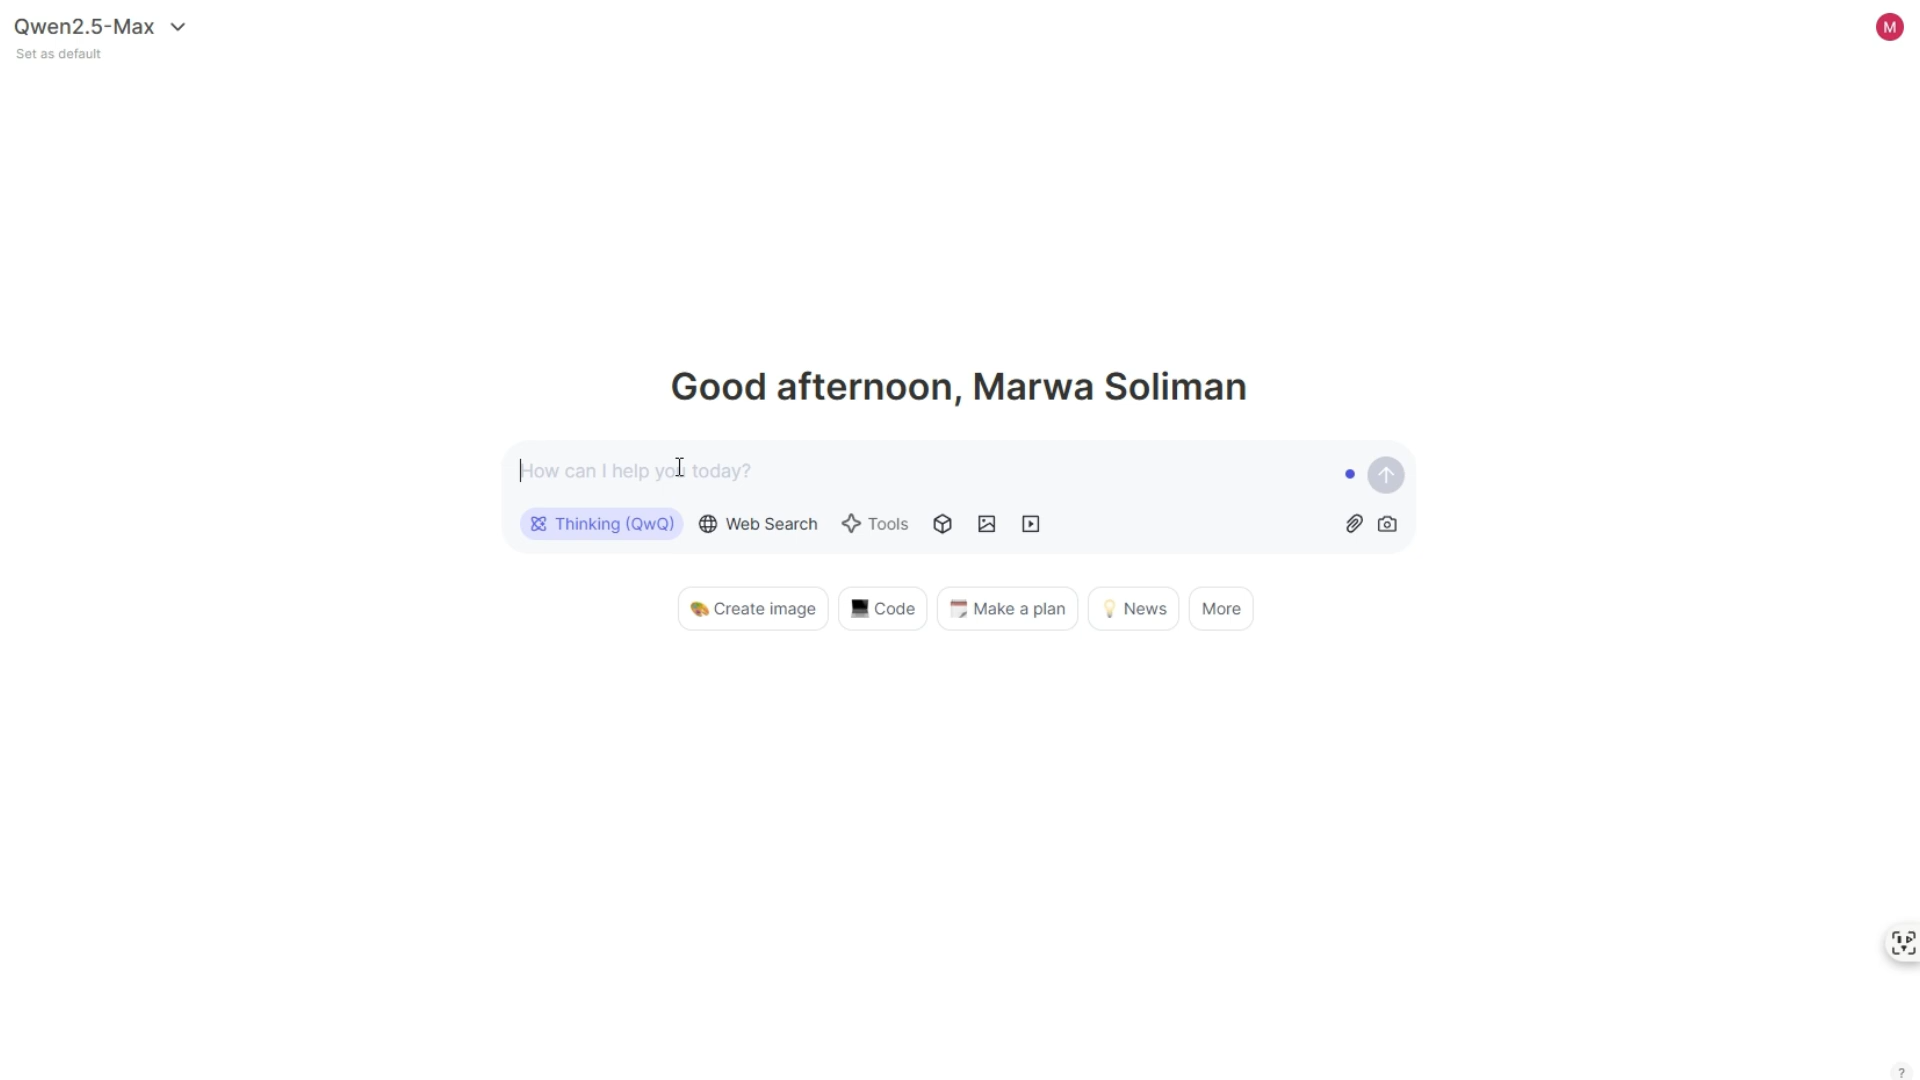 Qwen2.5-Max
M
Set as default
Good afternoon, Marwa Soliman
How can I help you today?
Thinking (QwQ) Web Search Tools
Create image Code Make a plan News More
?